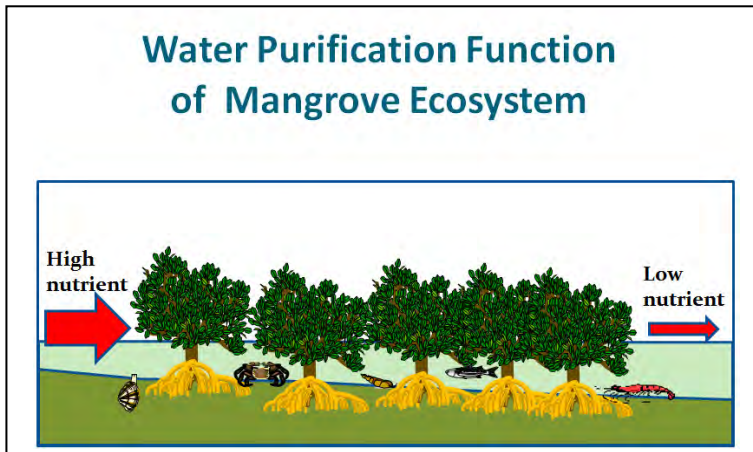 Water Purification Function
of Mangrove Ecosystem
High
nutrient
Low
nutrient